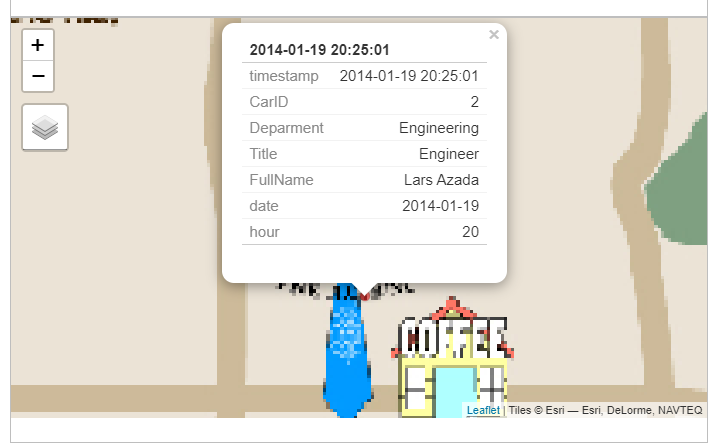 +
−
×
2014-01-19 20:25:01
timestamp 2014-01-19 20:25:01
CarID 2
Deparment Engineering
Title Engineer
FullName Lars Azada
date 2014-01-19
hour 20
COFFEE
Leaflet | Tiles © Esri — Esri, DeLorme, NAVTEQ